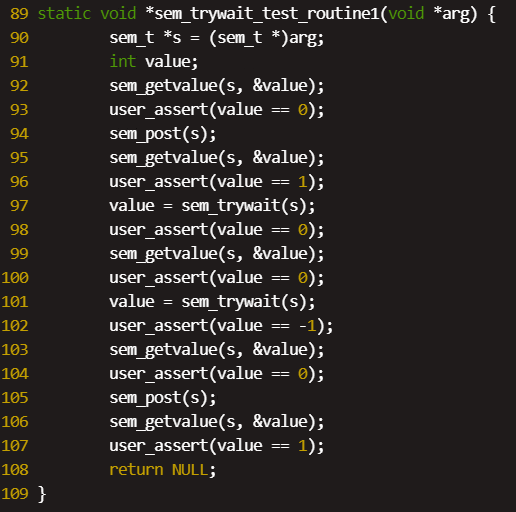 89 static void *sem_trywait_test_routine1(void *arg) {
90         sem_t *s = (sem_t *)arg;
91         int value;
92         sem_getvalue(s, &value);
93         user_assert(value == 0);
94         sem_post(s);
95         sem_getvalue(s, &value);
96         user_assert(value == 1);
97         value = sem_trywait(s);
98         user_assert(value == 0);
99         sem_getvalue(s, &value);
100         user_assert(value == 0);
101         value = sem_trywait(s);
102         user_assert(value == -1);
103         sem_getvalue(s, &value);
104         user_assert(value == 0);
105         sem_post(s);
106         sem_getvalue(s, &value);
107         user_assert(value == 1);
108         return NULL;
109 }